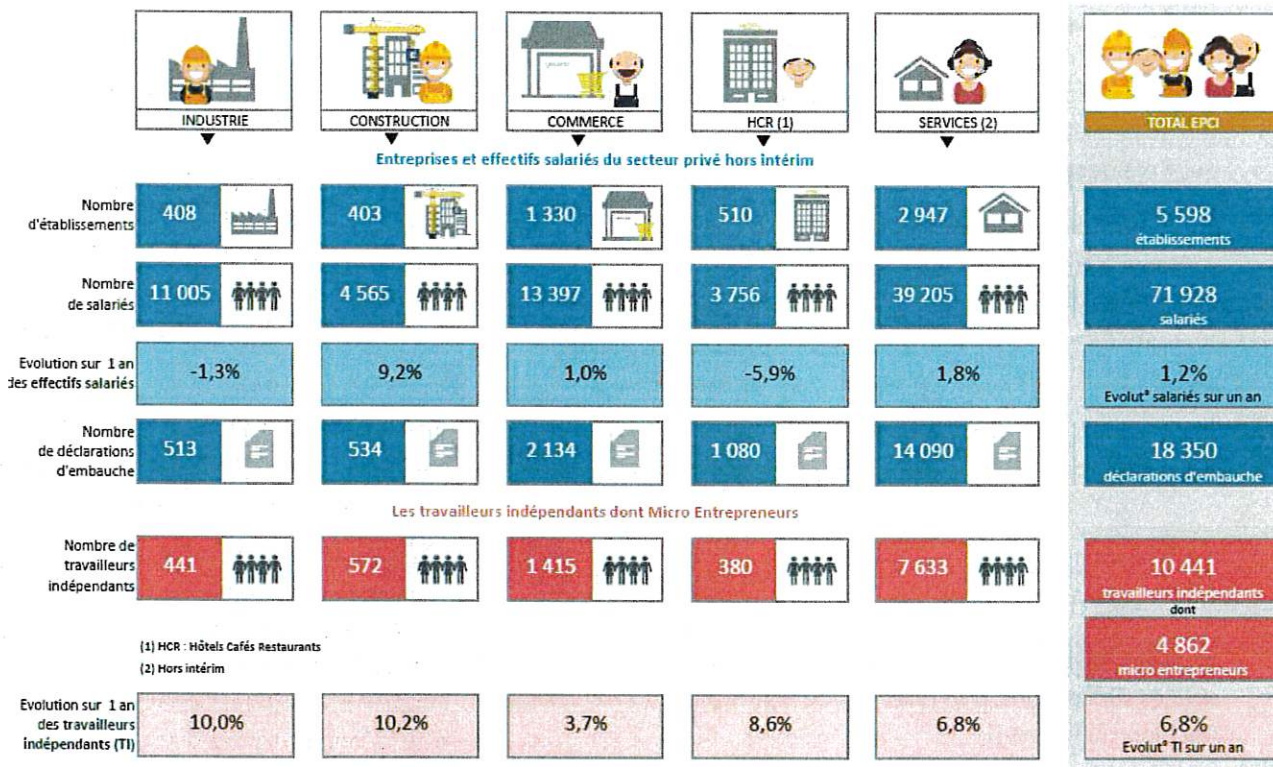 INDUSTRIE CONSTRUCTION COMMERCE HCR (1) SERVICES (2) TOTAL EPCI
Entreprises et effectifs salariés du secteur privé hors intérim
Nombre
d'établissements
408 403 1 330 510 2 947 5 598
établissements
Nombre
de salariés
11 005 4 565 13 397 3 756 39 205 71 928
salariés
Evolution sur 1 an
des effectifs salariés
-1,3% 9,2% 1,0% -5,9% 1,8% 1,2%
Evolut° salariés sur un an
Nombre
de déclarations
d'embauche
513 534 2 134 1 080 14 090 18 350
déclarations d'embauche
Les travailleurs indépendants dont Micro Entrepreneurs
Nombre de
travailleurs
indépendants
441 572 1 415 380 7 633 10 441
travailleurs indépendants
dont
4 862
micro entrepreneurs
(1) HCR : Hôtels Cafés Restaurants
(2) Hors intérim
Evolution sur 1 an
des travailleurs
indépendants (TI)
10,0% 10,2% 3,7% 8,6% 6,8% 6,8%
Evolut° TI sur un an